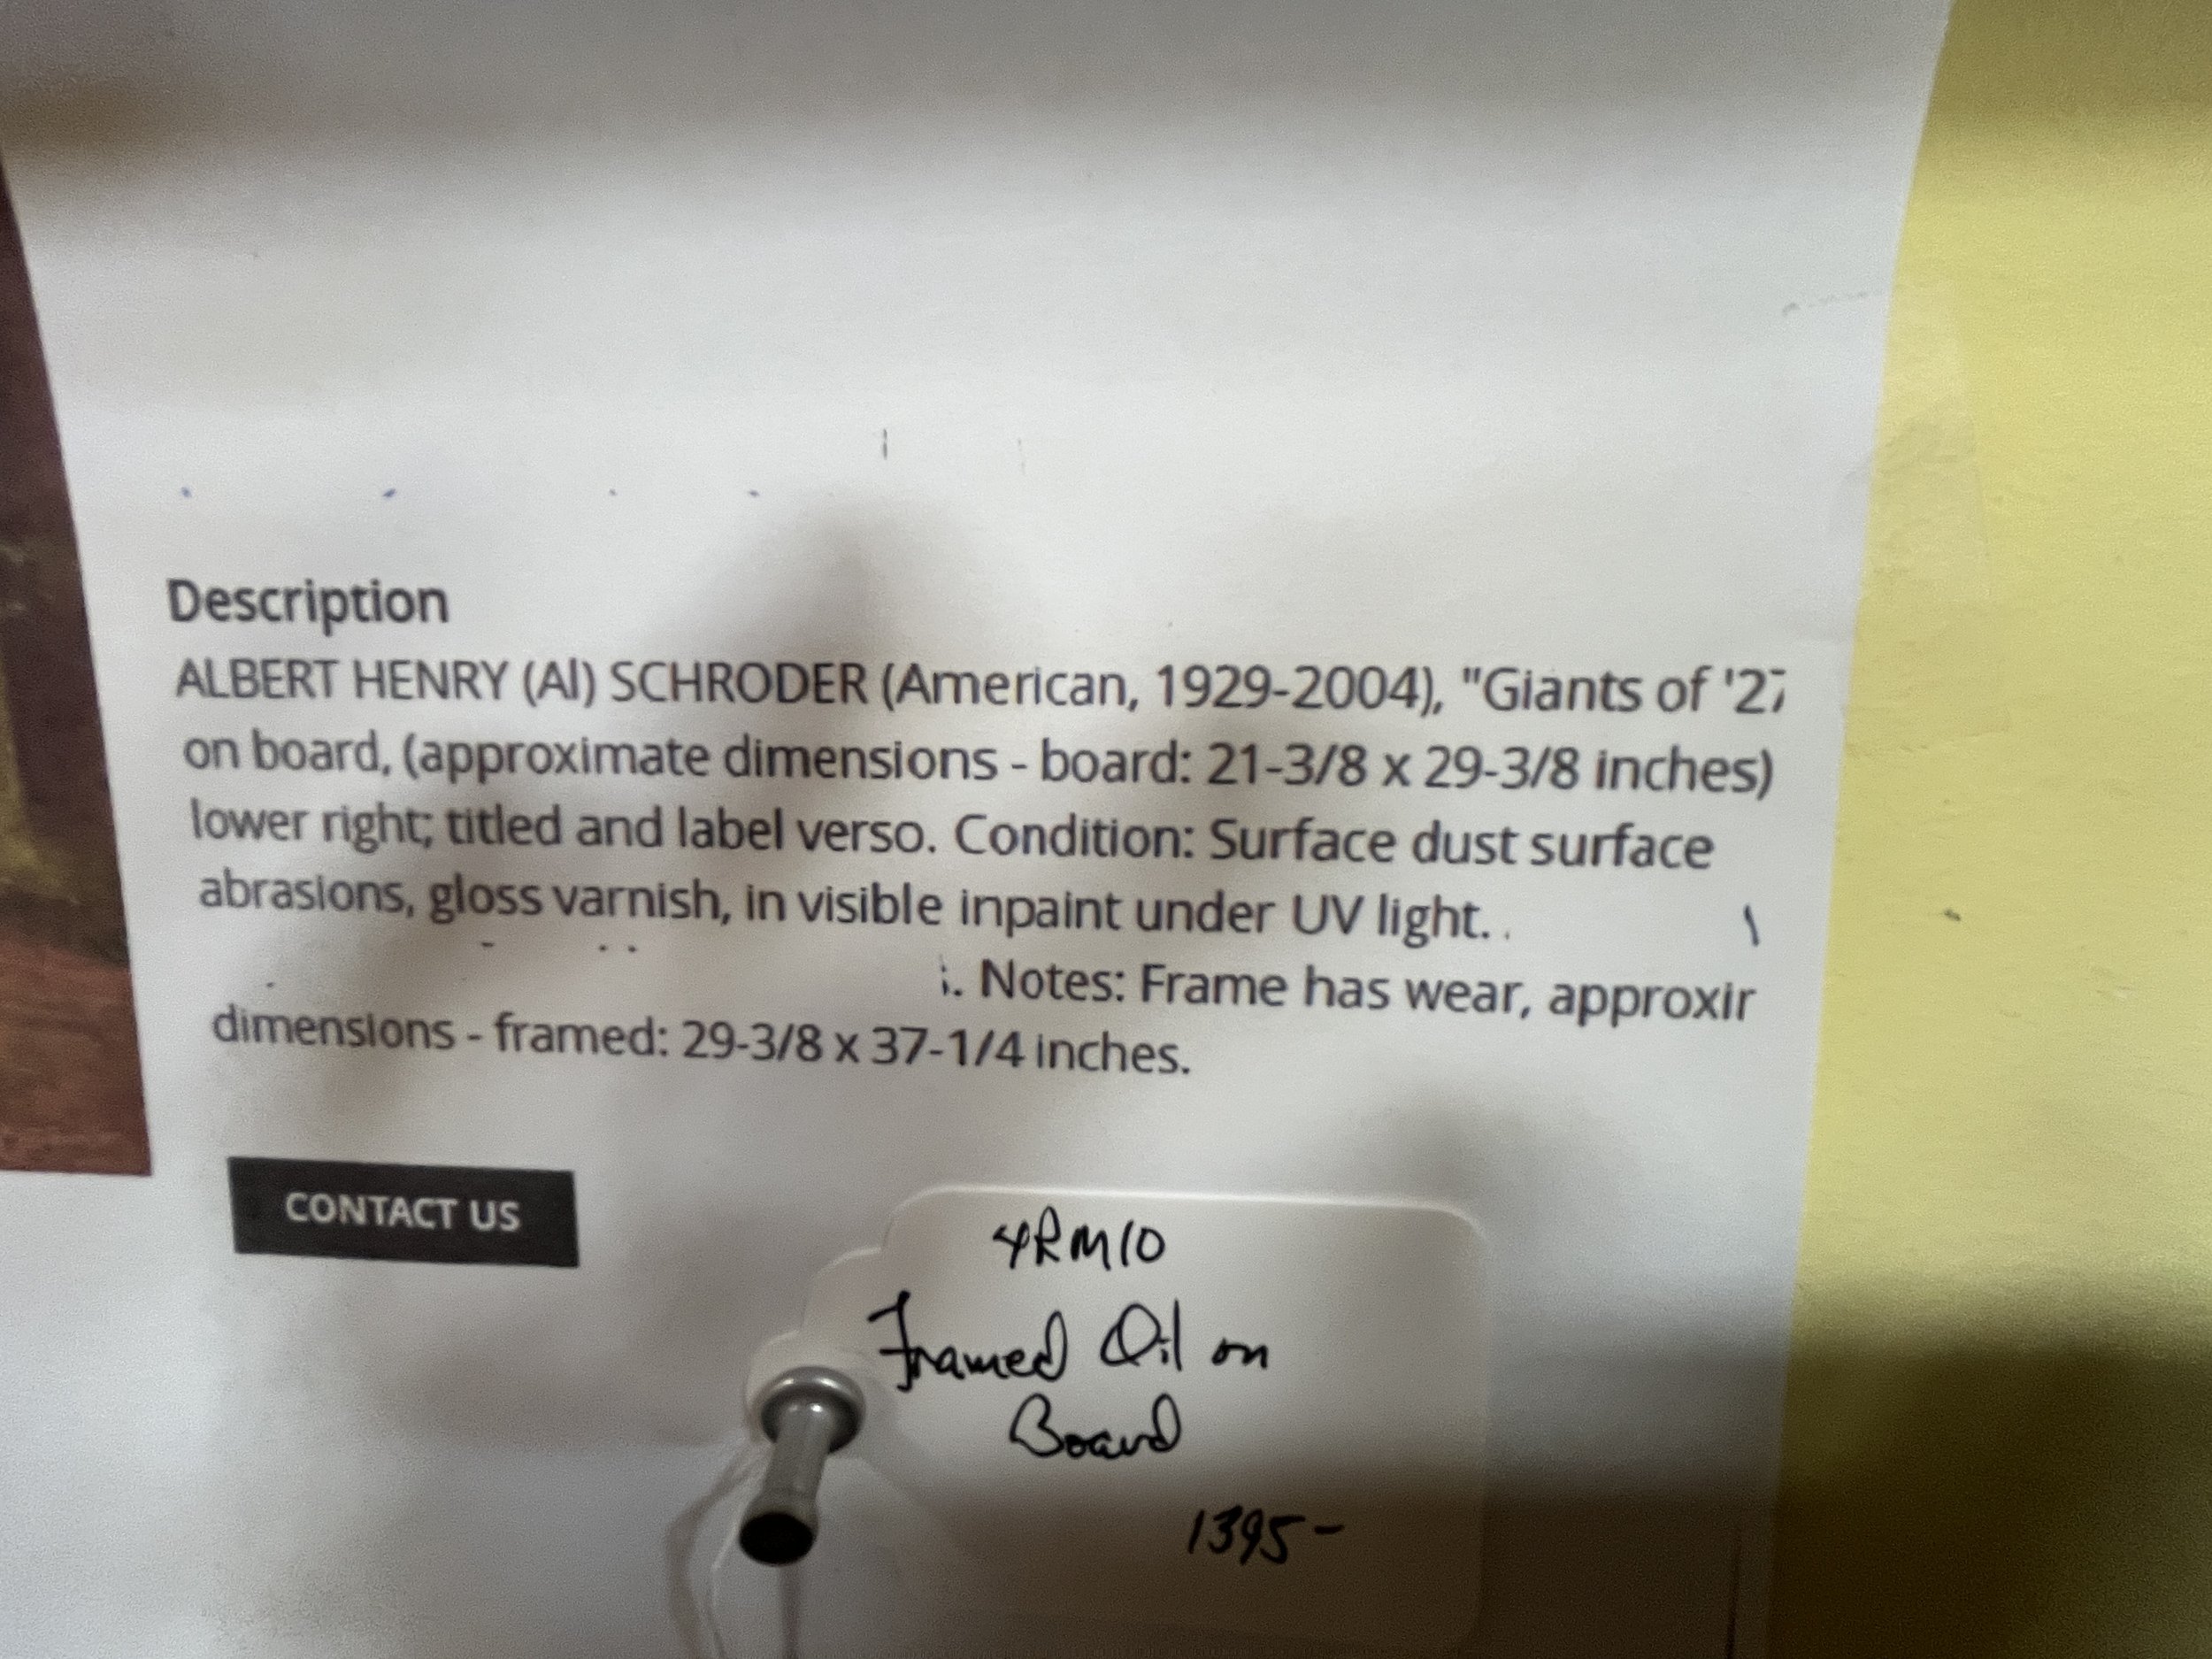 Description
ALBERT HENRY (Al) SCHRODER (American, 1929-2004), "Giants of '27
on board, (approximate dimensions - board: 21-3/8 x 29-3/8 inches)
lower right; titled and label verso. Condition: Surface dust surface
abrasions, gloss varnish, in visible inpaint under UV light.
. Notes: Frame has wear, approxir
dimensions - framed: 29-3/8 x 37-1/4 inches.
CONTACT US
4RM10
Framed Oil on
Board
1395-